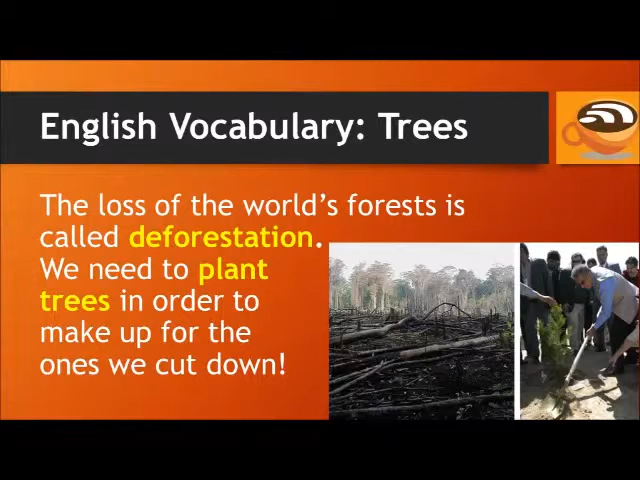 English Vocabulary: Trees
The loss of the world’s forests is
called deforestation.
We need to plant
trees in order to
make up for the
ones we cut down!